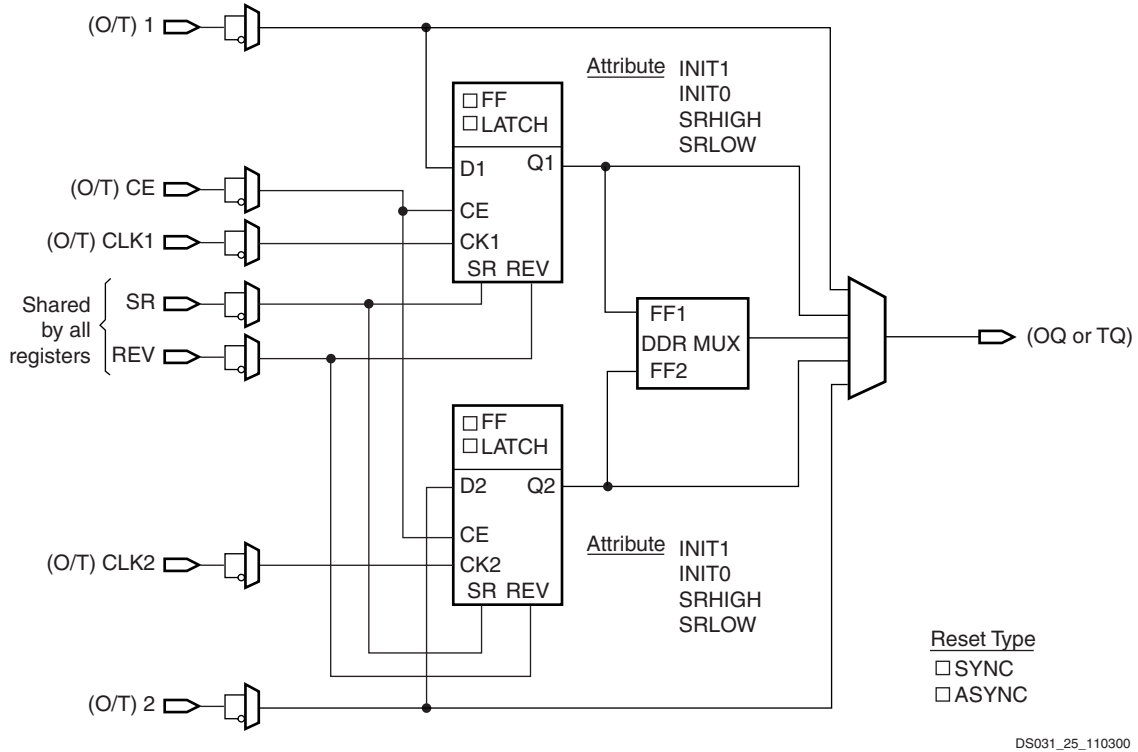 (O/T) 1
Attribute INIT1
INIT0
SRHIGH
SRLOW
FF
LATCH
D1 Q1
(O/T) CE
CE
(O/T) CLK1
CK1
SR REV
Shared
by all
registers
SR
REV
FF1
DDR MUX
FF2
(OQ or TQ)
FF
LATCH
D2 Q2
CE
(O/T) CLK2
CK2
SR REV
Attribute INIT1
INIT0
SRHIGH
SRLOW
Reset Type
SYNC
ASYNC
(O/T) 2
DS031_25_110300